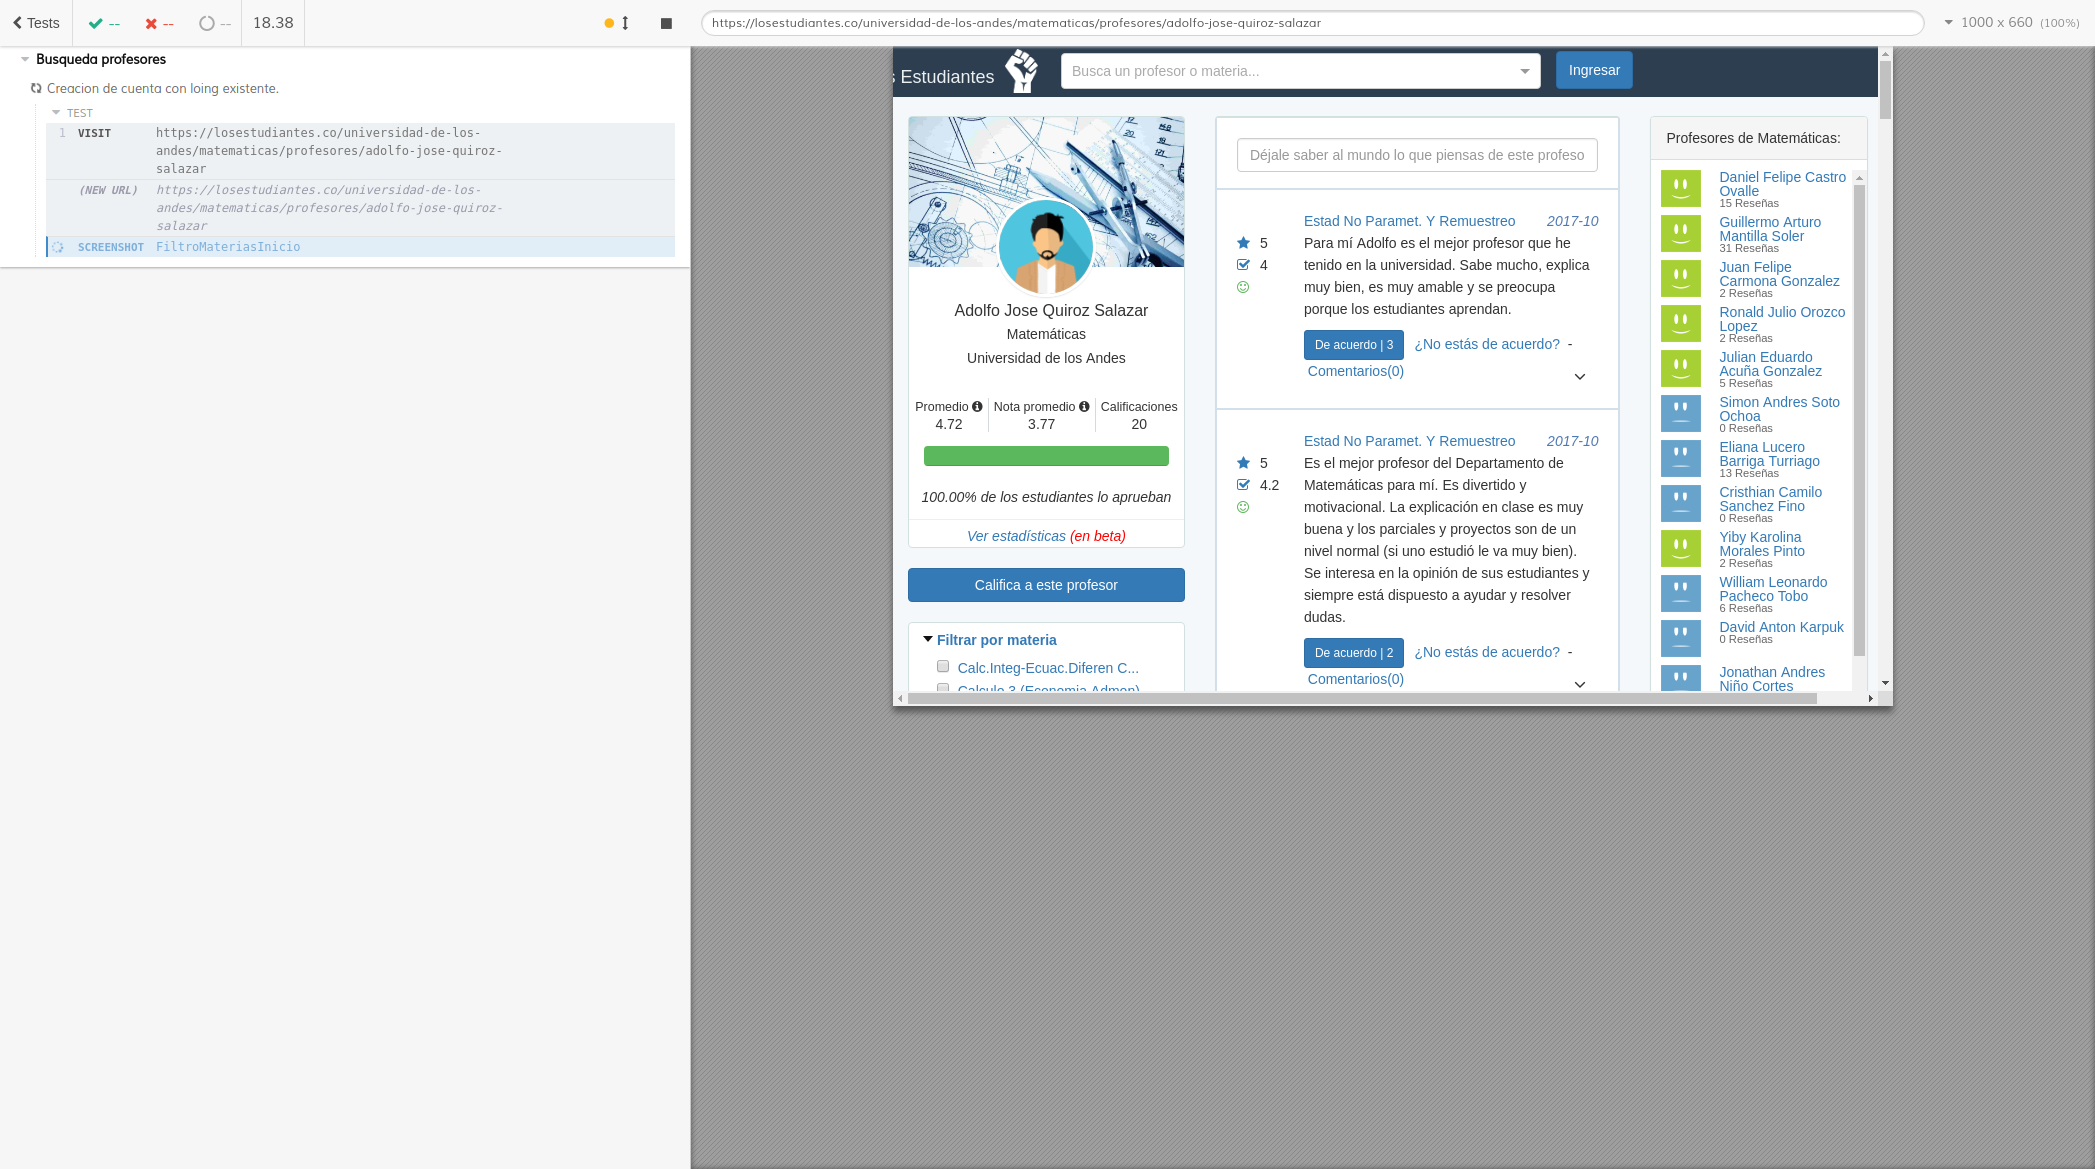 Tests
--
--
--
18.38
https://losestudiantes.co/universidad-de-los-andes/matematicas/profesores/adolfo-jose-quiroz-salazar
1000 x 660 (100%)
Busqueda profesores
Creacion de cuenta con loing existente.
TEST
1 VISIT https://losestudiantes.co/universidad-de-los-
andes/matematicas/profesores/adolfo-jose-quiroz-
salazar
(NEW URL) https://losestudiantes.co/universidad-de-los-
andes/matematicas/profesores/adolfo-jose-quiroz-
salazar
SCREENSHOT FiltroMateriasInicio
Estudiantes
Busca un profesor o materia...
Ingresar
Adolfo Jose Quiroz Salazar
Matemáticas
Universidad de los Andes
Promedio Nota promedio Calificaciones
4.72 3.77 20
100.00% de los estudiantes lo aprueban
Ver estadísticas (en beta)
Califica a este profesor
Filtrar por materia
Calc.Integ-Ecuac.Diferen C...
Calculo 3 (Economia Admon)
Déjale saber al mundo lo que piensas de este profeso
Estad No Paramet. Y Remuestreo 2017-10
5
4
Para mí Adolfo es el mejor profesor que he
tenido en la universidad. Sabe mucho, explica
muy bien, es muy amable y se preocupa
porque los estudiantes aprendan.
De acuerdo | 3 ¿No estás de acuerdo? -
Comentarios(0)
Estad No Paramet. Y Remuestreo 2017-10
5
4.2
Es el mejor profesor del Departamento de
Matemáticas para mí. Es divertido y
motivacional. La explicación en clase es muy
buena y los parciales y proyectos son de un
nivel normal (si uno estudió le va muy bien).
Se interesa en la opinión de sus estudiantes y
siempre está dispuesto a ayudar y resolver
dudas.
De acuerdo | 2 ¿No estás de acuerdo? -
Comentarios(0)
Profesores de Matemáticas:
Daniel Felipe Castro
Ovalle
15 Reseñas
Guillermo Arturo
Mantilla Soler
31 Reseñas
Juan Felipe
Carmona Gonzalez
2 Reseñas
Ronald Julio Orozco
Lopez
2 Reseñas
Julian Eduardo
Acuña Gonzalez
5 Reseñas
Simon Andres Soto
Ochoa
0 Reseñas
Eliana Lucero
Barriga Turriago
13 Reseñas
Cristhian Camilo
Sanchez Fino
0 Reseñas
Yiby Karolina
Morales Pinto
2 Reseñas
William Leonardo
Pacheco Tobo
6 Reseñas
David Anton Karpuk
0 Reseñas
Jonathan Andres
Niño Cortes